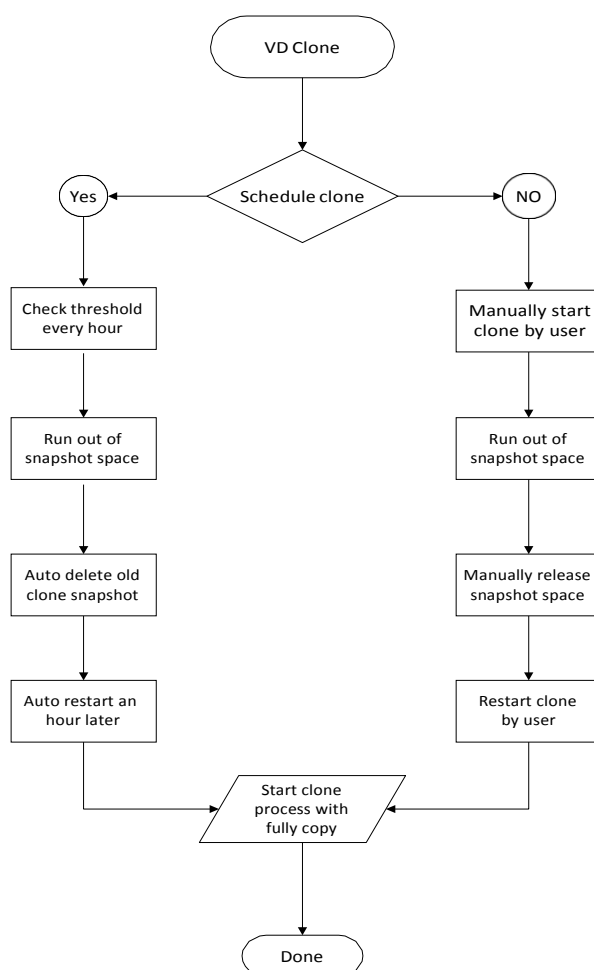 VD Clone
Schedule clone
Yes
NO
Check threshold
every hour
Manually start
clone by user
Run out of
snapshot space
Run out of
snapshot space
Auto delete old
clone snapshot
Manually release
snapshot space
Auto restart an
hour later
Restart clone
by user
Start clone
process with
fully copy
Done